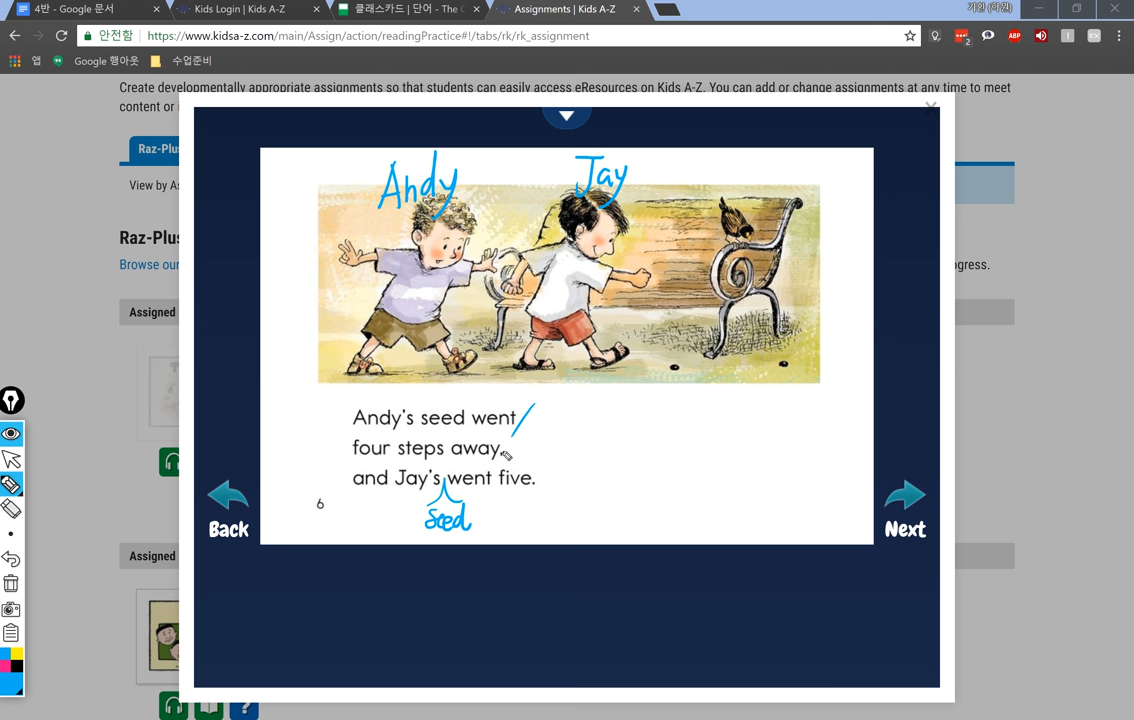 4반 - Google 문서
Kids Login | Kids A-Z
클래스카드 | 단어 - The C
Assignments | Kids A-Z
안전함
https://www.kidsa-z.com/main/Assign/action/readingPractice#!/tabs/rk/rk_assignment
2
ABP
앱
Google 행아웃
수업준비
Create developmentally appropriate assignments so that students can easily access eResources on Kids A-Z. You can add or change assignments at any time to meet
content or
Raz-Plus
View by
Raz-Plus
Browse our
ogress.
Assigned
Andy
Jay
Andy's seed went /
four steps away,
and Jay's went five.
seed
6
Back
Next
Assigned
?